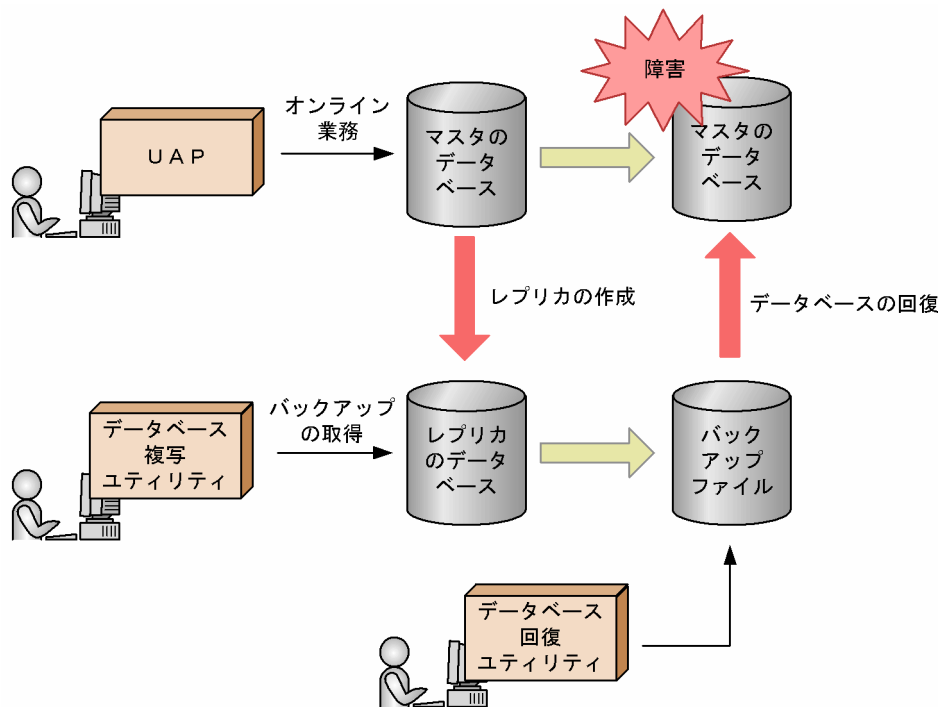 障害
オンライン
業務
UAP
マスタの
データ
ベース
マスタの
データ
ベース
レプリカの作成
データベースの回復
バックアップ
の取得
データベース
複写
ユティリティ
レプリカ
のデータ
ベース
バック
アップ
ファイル
データベース
回復
ユティリティ